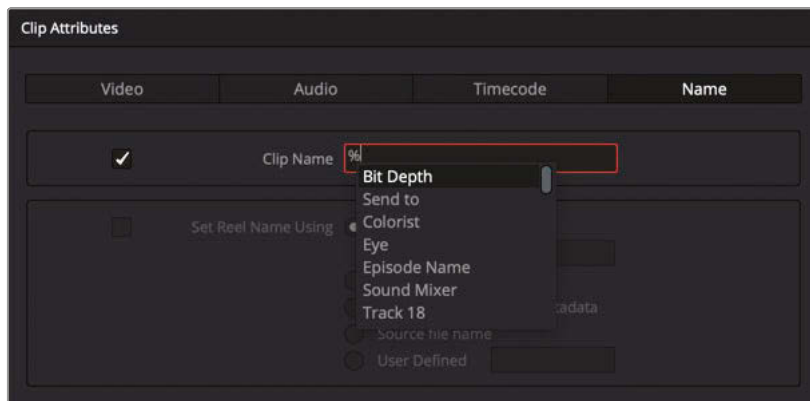 Clip Attributes
Video Audio Timecode Name
Clip Name %
Bit Depth
Send to
Set Reel Name Using Colorist
Eye
Episode Name
Sound Mixer
Track 18
Source file name
User Defined